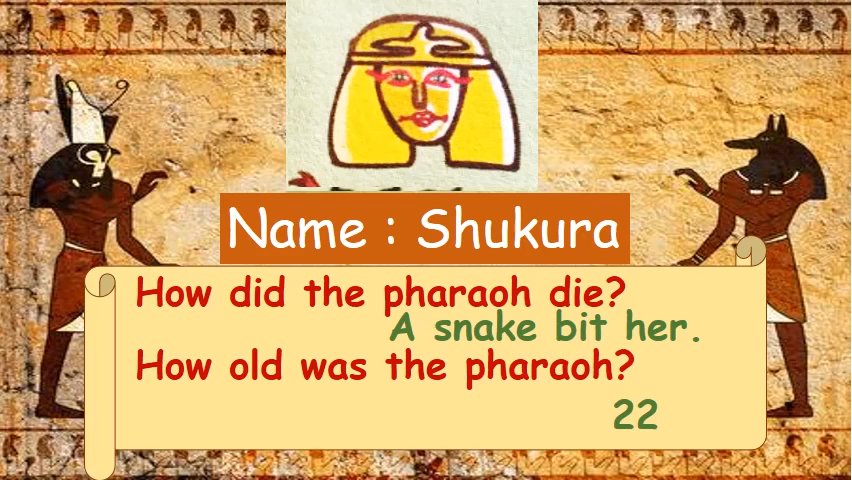 Name : Shukura
How did the pharaoh die?
A snake bit her.
How old was the pharaoh?
22